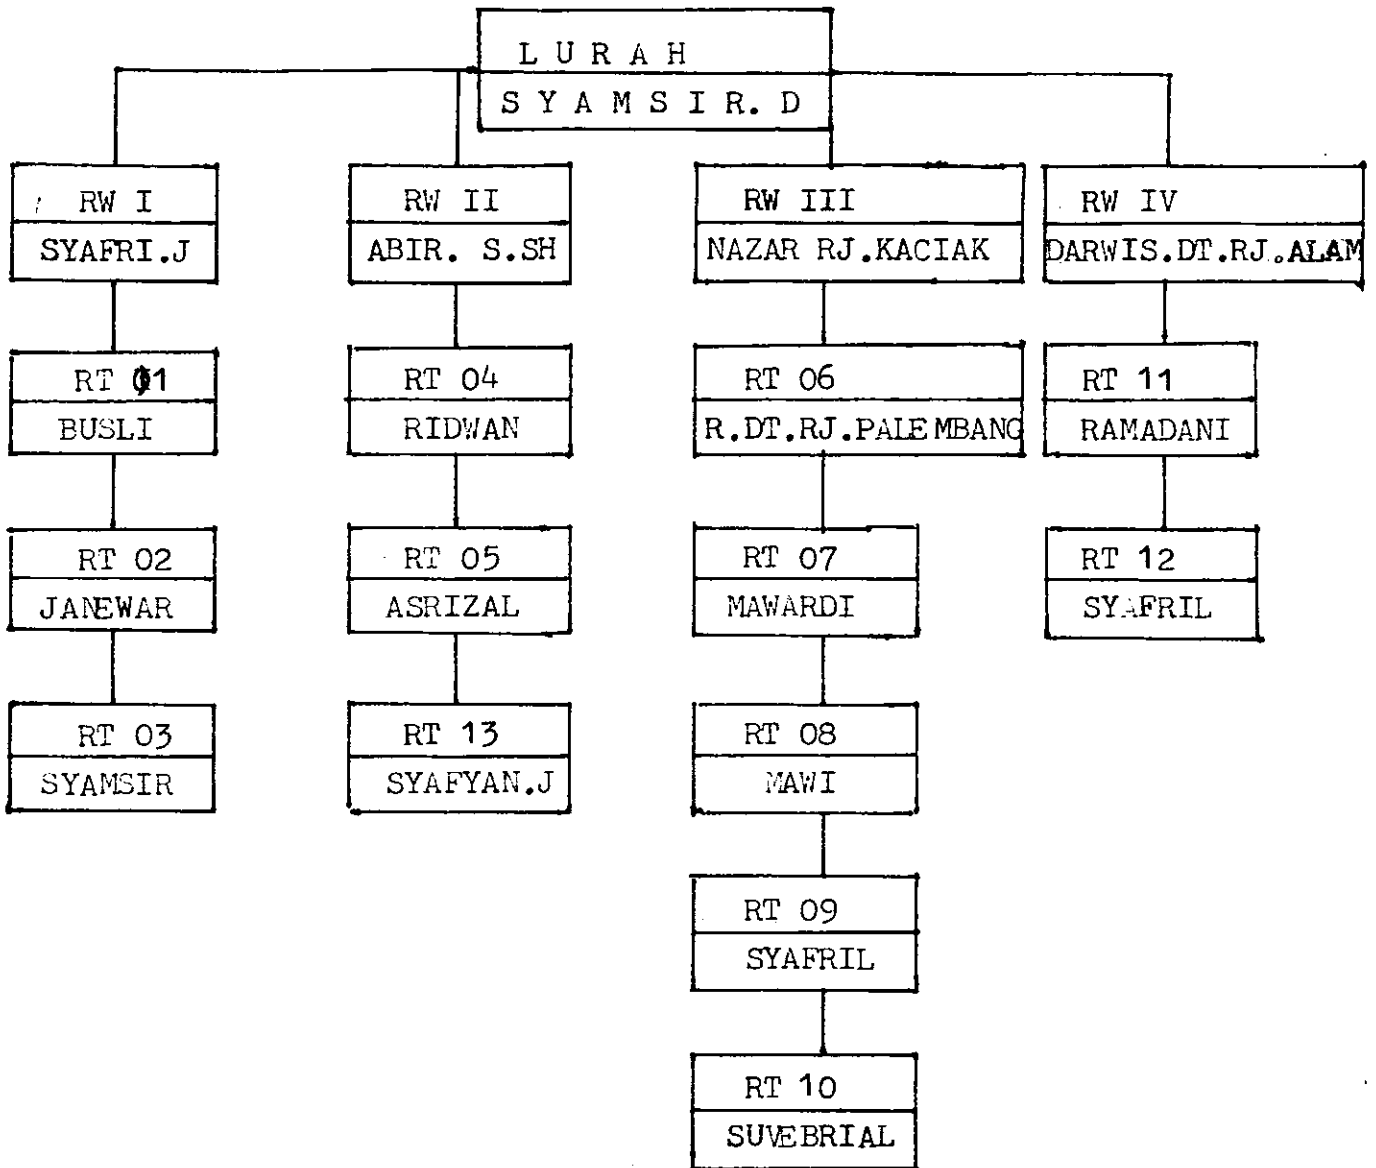 L U R A H
S Y A M S I R. D
RW I
SYAFRI.J
RT 01
BUSLI
RT 02
JANEWAR
RT 03
SYAMSIR
RW II
ABIR. S.SH
RT 04
RIDWAN
RT 05
ASRIZAL
RT 13
SYAFYAN.J
RW III
NAZAR RJ.KACIAK
RT 06
R.DT.RJ.PALEMBANG
RT 07
MAWARDI
RT 08
MAWI
RT 09
SYAFRIL
RT 10
SUVEBRIAL
RW IV
DARWIS.DT.RJ.ALAM
RT 11
RAMADANI
RT 12
SYAFRIL